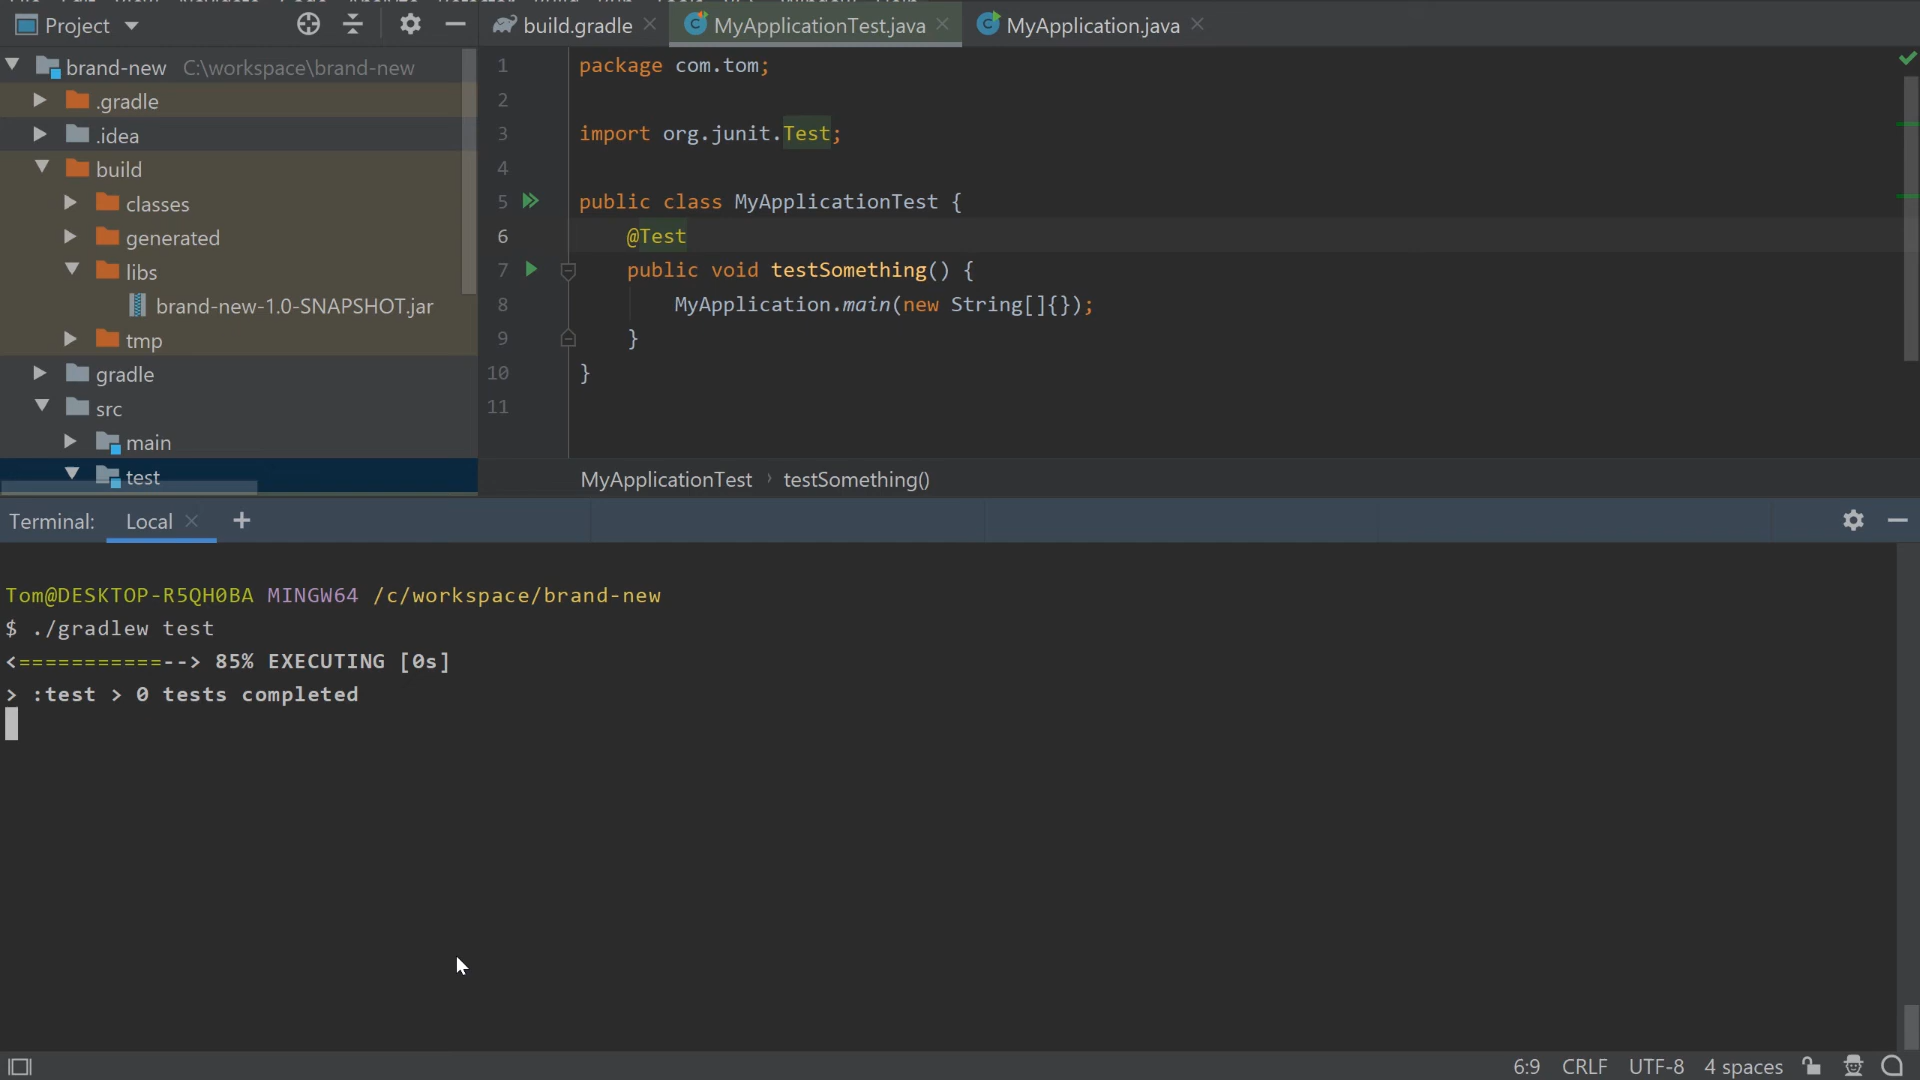 Project
build.gradle
MyApplicationTest.java
MyApplication.java
brand-new C:\workspace\brand-new
.gradle
.idea
build
classes
generated
libs
brand-new-1.0-SNAPSHOT.jar
tmp
gradle
src
main
test
1 package com.tom;
2
3 import org.junit.Test;
4
5 public class MyApplicationTest {
6 @Test
7 public void testSomething() {
8 MyApplication.main(new String[]{});
9 }
10 }
11
MyApplicationTest › testSomething()
Terminal: Local +
Tom@DESKTOP-R5QH0BA MINGW64 /c/workspace/brand-new
$ ./gradlew test
<===========--> 85% EXECUTING [0s]
> :test > 0 tests completed
6:9 CRLF UTF-8 4 spaces